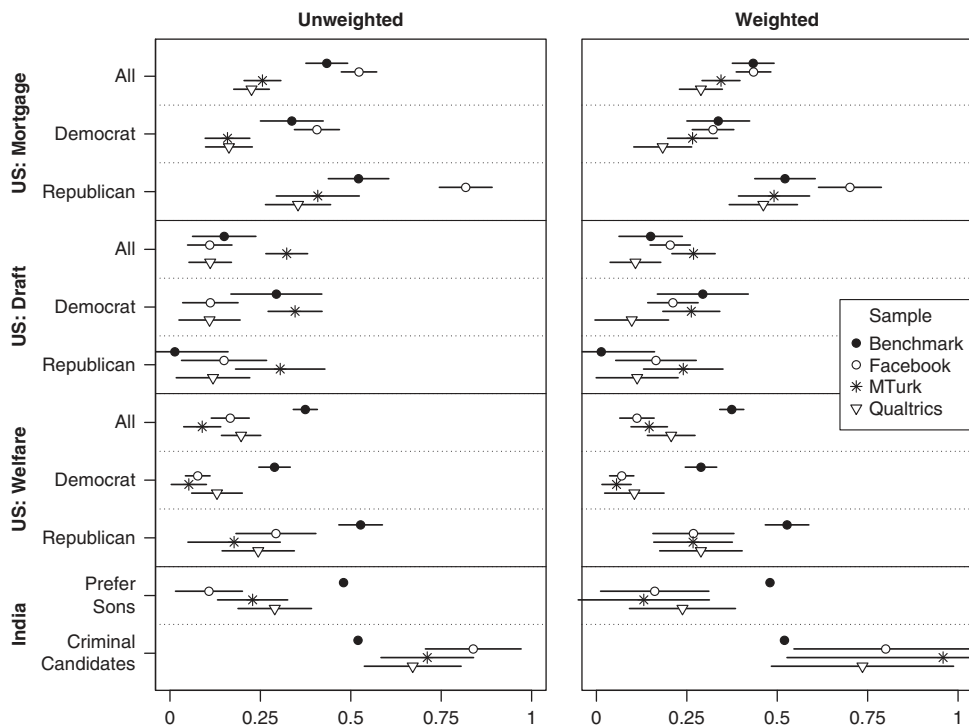 Unweighted
Weighted
US: Mortgage
All
Democrat
Republican
US: Draft
All
Democrat
Republican
US: Welfare
All
Democrat
Republican
India
Prefer
Sons
Criminal
Candidates
Sample
Benchmark
Facebook
MTurk
Qualtrics
0 0.25 0.5 0.75 1
0 0.25 0.5 0.75 1